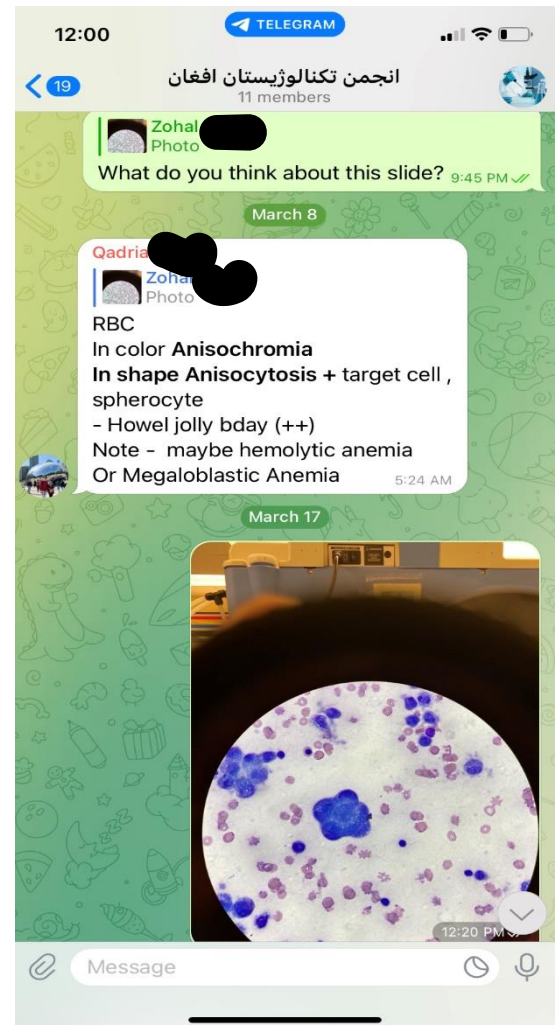 12:00
TELEGRAM
19
انجمن تکنالوژیستان افغان
11 members
Zohal
Photo
What do you think about this slide? 9:45 PM
March 8
Qadria
Zohal
Photo
RBC
In color Anisochromia
In shape Anisocytosis + target cell ,
spherocyte
- Howel jolly bday (++)
Note - maybe hemolytic anemia
Or Megaloblastic Anemia 5:24 AM
March 17
12:20 PM
Message